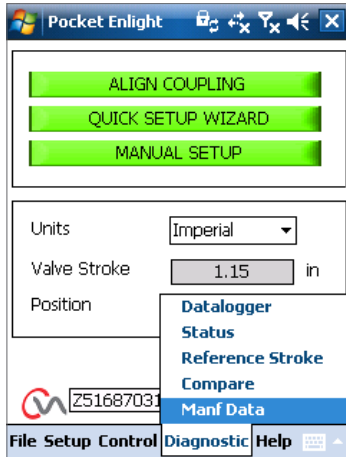 Pocket Enlight
ALIGN COUPLING
QUICK SETUP WIZARD
MANUAL SETUP
Units Imperial
Valve Stroke 1.15 in
Position
Datalogger
Status
Reference Stroke
Compare
Manf Data
Z51687031
File Setup Control Diagnostic Help